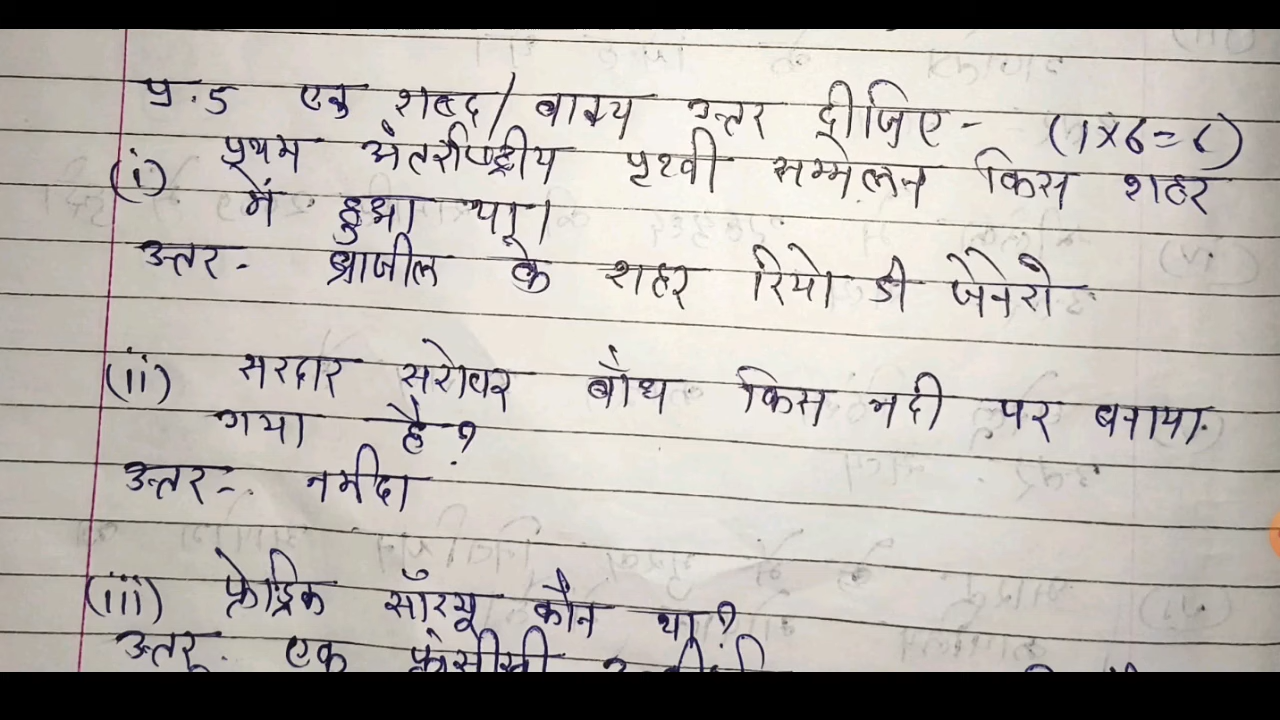 प्र.5 एक शब्द/वाक्य उत्तर दीजिए- (1×6=6)
(i) प्रथम अंतर्राष्ट्रीय पृथ्वी सम्मेलन किस शहर
में हुआ था।
उत्तर- ब्राजील के शहर रियो डी जेनेरो
(ii) सरदार सरोवर बाँध किस नदी पर बनाया
गया है?
उत्तर- नर्मदा
(iii) फ्रेड्रिक सॉरयू कौन था?
उत्तर- एक फ्रांसीसी